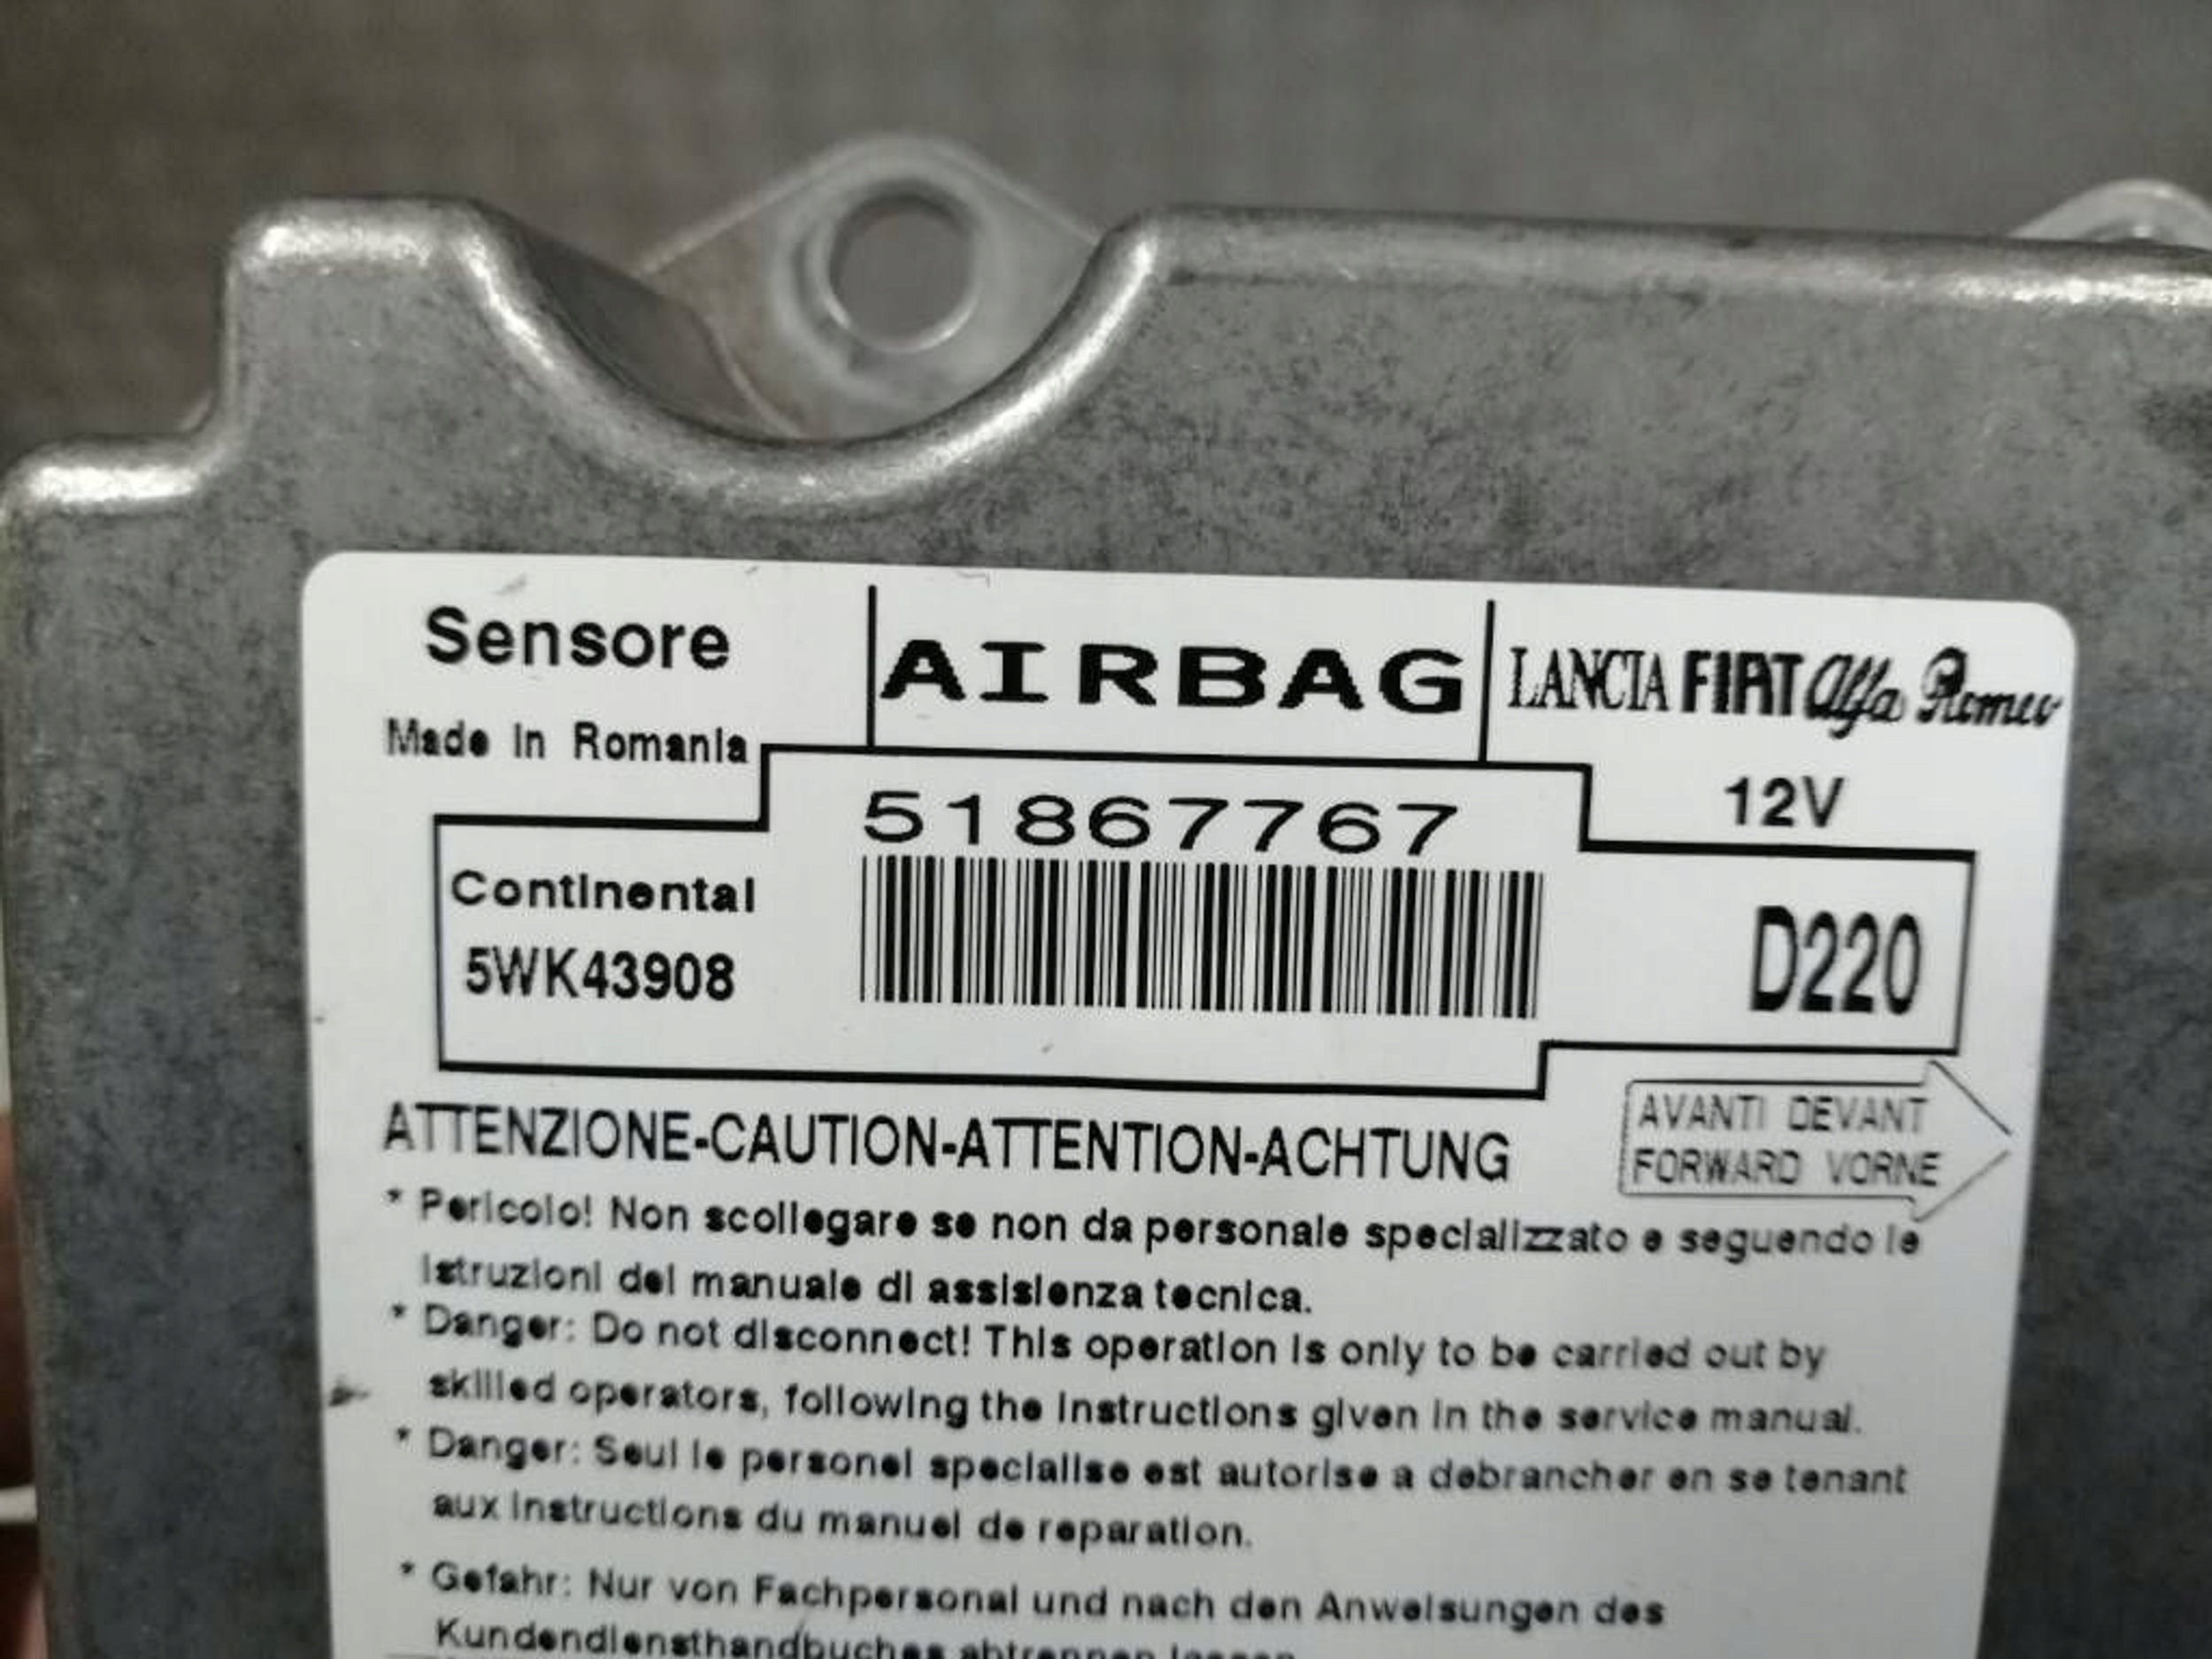 Sensore
AIRBAG
LANCIA FIAT Alfa Romeo
Made in Romania
12V
51867767
Continental
5WK43908
D220
AVANTI DEVANT
FORWARD VORNE
ATTENZIONE-CAUTION-ATTENTION-ACHTUNG
* Pericolo! Non scollegare se non da personale specializzato e seguendo le
istruzioni del manuale di assisienza tecnica.
* Danger: Do not disconnect! This operation is only to be carried out by
skilled operators, following the instructions given in the service manual.
* Danger: Seul le personel specialise est autorise a debrancher en se tenant
aux instructions du manuel de reparation.
* Gefahr: Nur von Fachpersonal und nach den Anweisungen des
Kundendiensthandbuches abtrennen lassen.